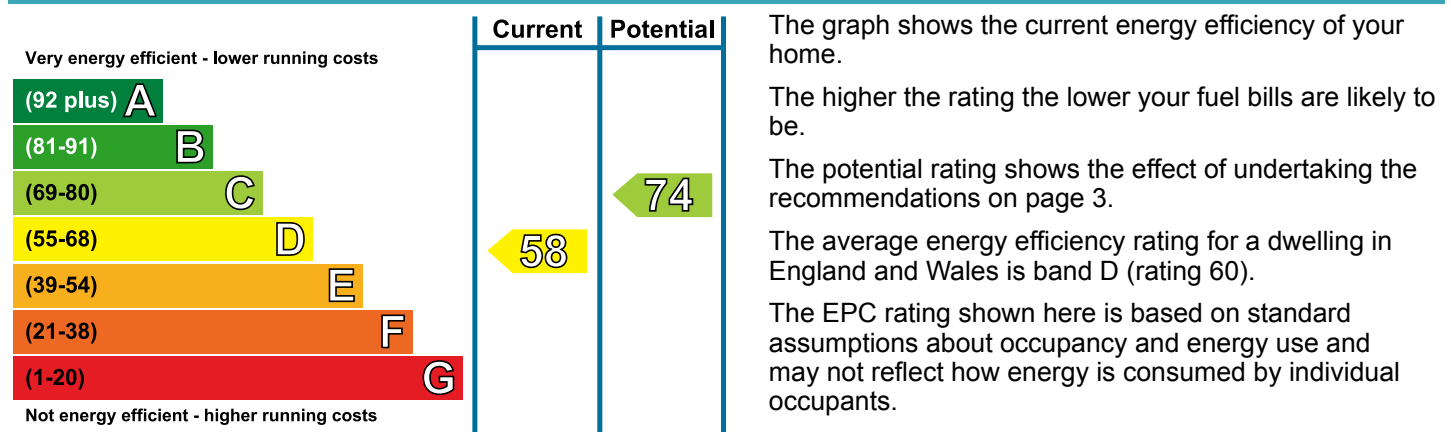 Current Potential
Very energy efficient - lower running costs
(92 plus) A
(81-91) B
(69-80) C
74
(55-68) D
58
(39-54) E
(21-38) F
(1-20) G
Not energy efficient - higher running costs
The graph shows the current energy efficiency of your
home.
The higher the rating the lower your fuel bills are likely to
be.
The potential rating shows the effect of undertaking the
recommendations on page 3.
The average energy efficiency rating for a dwelling in
England and Wales is band D (rating 60).
The EPC rating shown here is based on standard
assumptions about occupancy and energy use and
may not reflect how energy is consumed by individual
occupants.